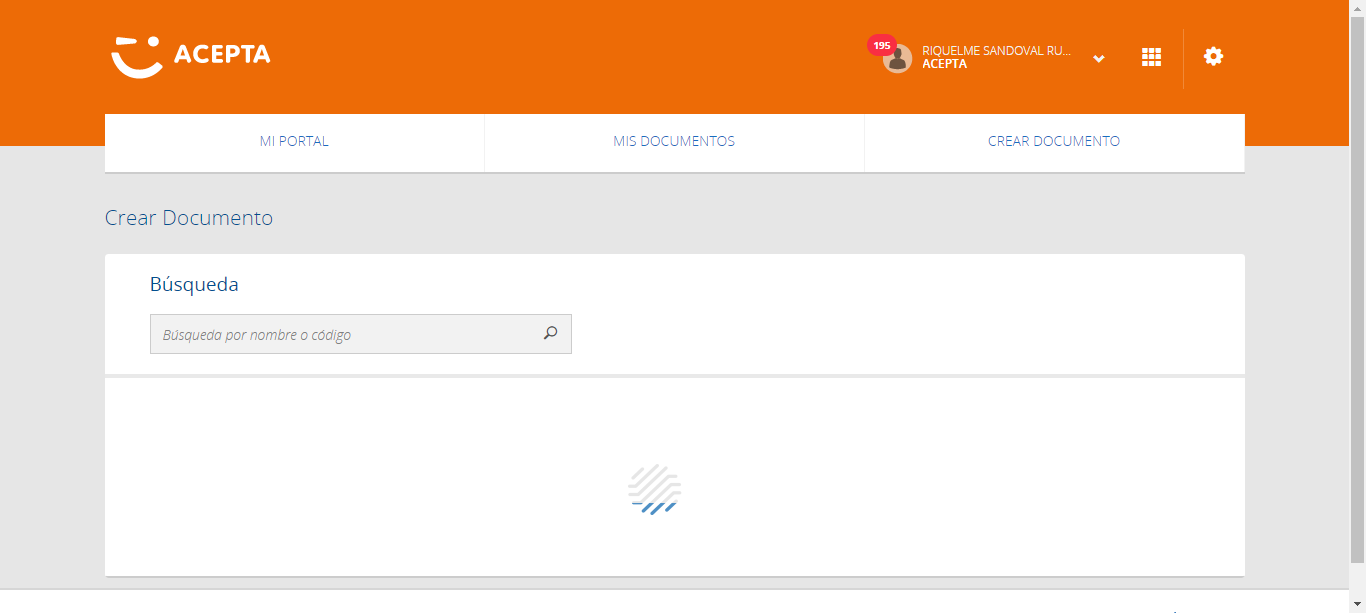 ACEPTA
195
RIQUELME SANDOVAL RU...
ACEPTA
MI PORTAL
MIS DOCUMENTOS
CREAR DOCUMENTO
Crear Documento
Búsqueda
Búsqueda por nombre o código